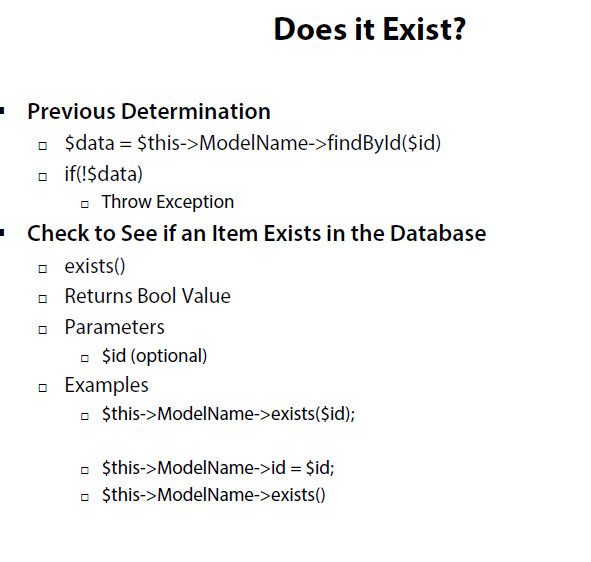 Does it Exist?
Previous Determination
$data = $this->ModelName->findById($id)
if(!$data)
Throw Exception
Check to See if an Item Exists in the Database
exists()
Returns Bool Value
Parameters
$id (optional)
Examples
$this->ModelName->exists($id);
$this->ModelName->id = $id;
$this->ModelName->exists()